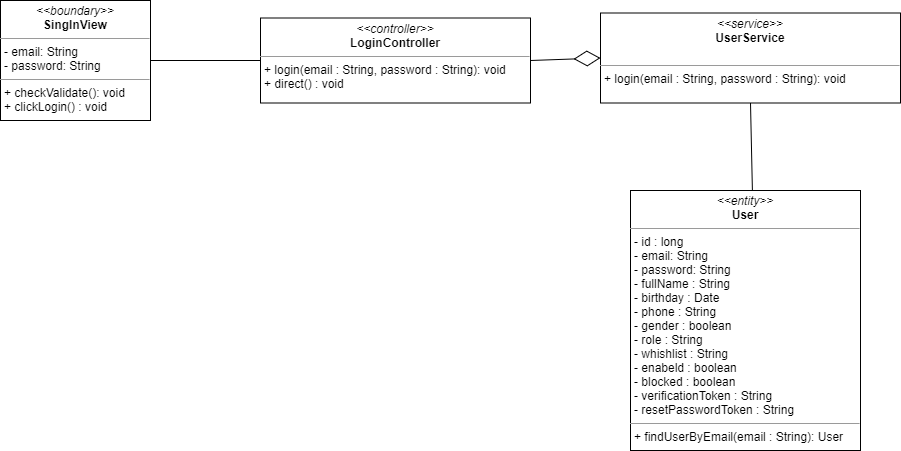 <<boundary>>
SingInView
- email: String
- password: String
+ checkValidate(): void
+ clickLogin() : void
<<controller>>
LoginController
+ login(email : String, password : String): void
+ direct() : void
<<service>>
UserService
+ login(email : String, password : String): void
<<entity>>
User
- id : long
- email: String
- password: String
- fullName : String
- birthday : Date
- phone : String
- gender : boolean
- role : String
- whishlist : String
- enabeld : boolean
- blocked : boolean
- verificationToken : String
- resetPasswordToken : String
+ findUserByEmail(email : String): User